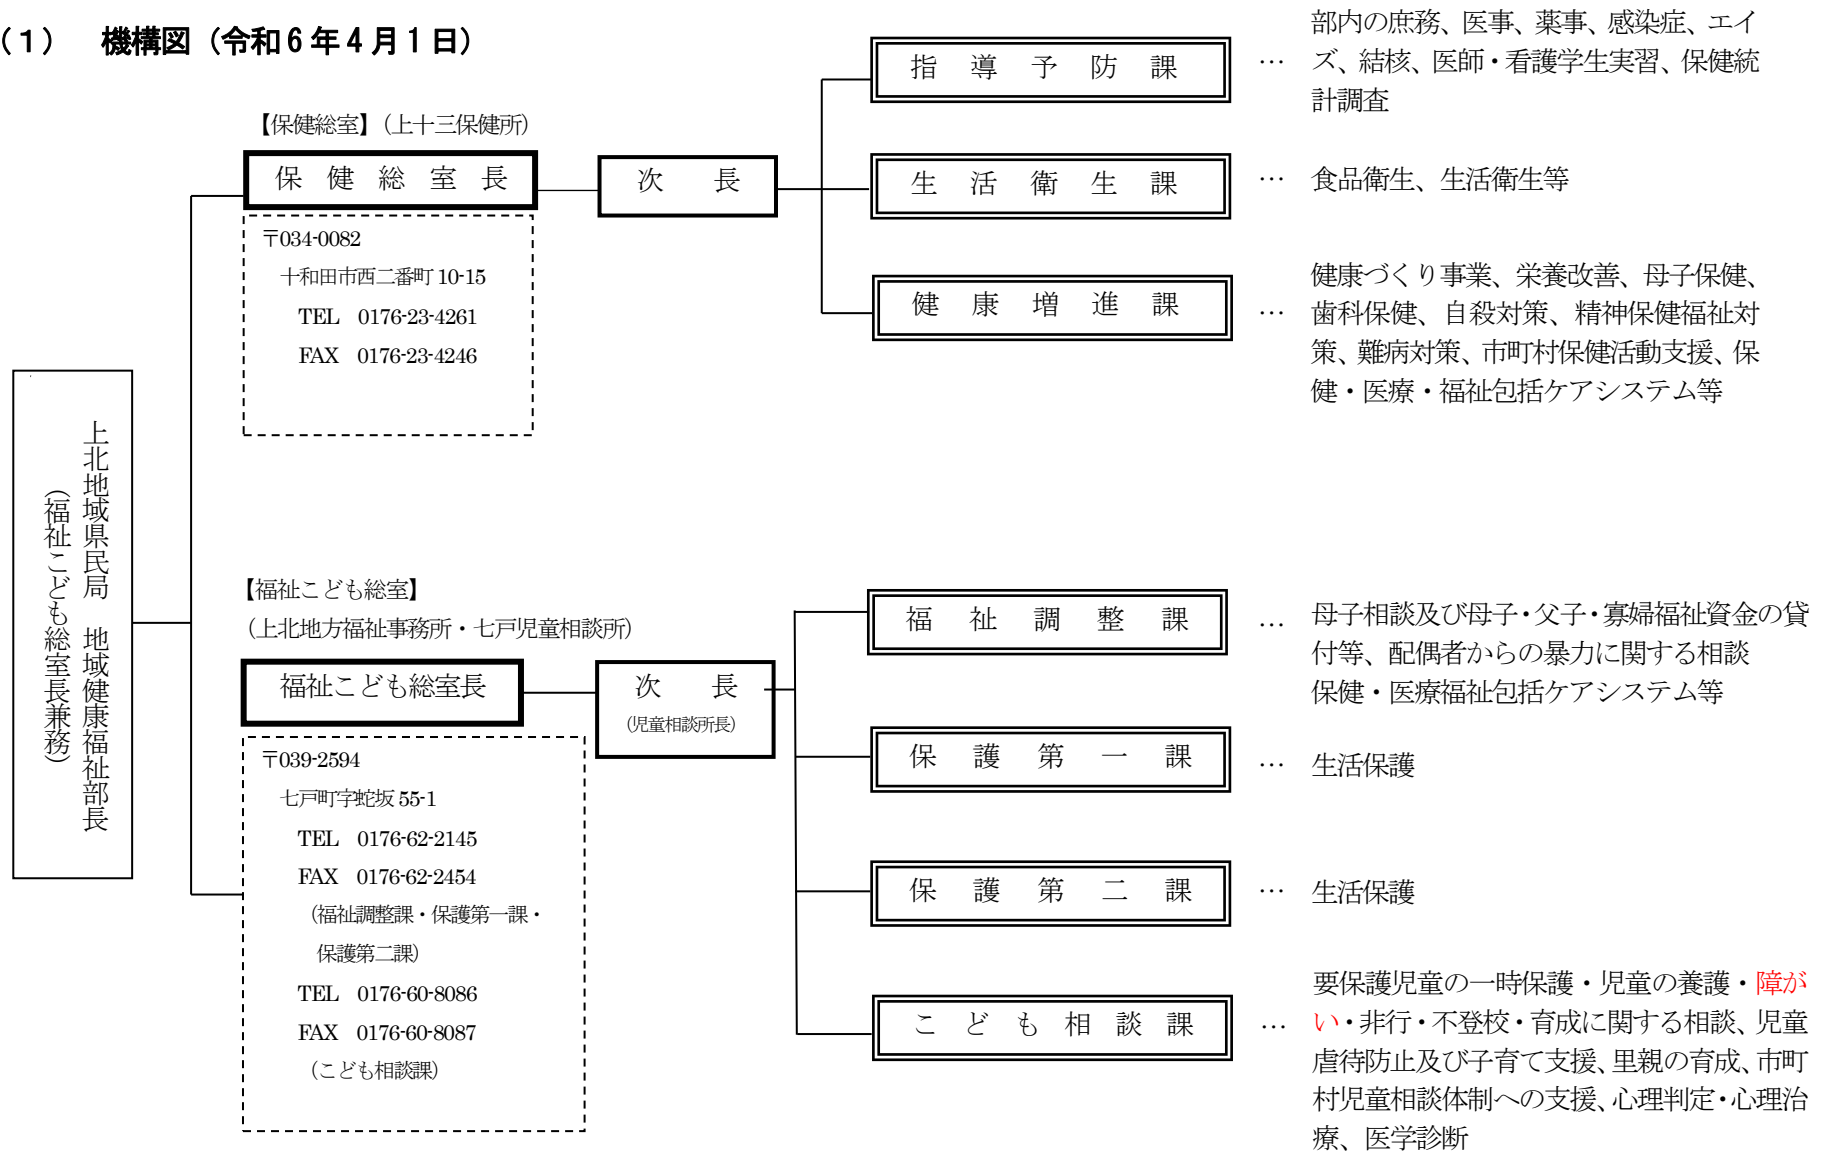 (1)　機構図（令和6年4月1日）
上北地域県民局　地域健康福祉部長
（福祉こども総室長兼務）
【保健総室】（上十三保健所）
保健総室長
〒034-0082
十和田市西二番町10-15
TEL　0176-23-4261
FAX　0176-23-4246
次　長
指導予防課
…
部内の庶務、医事、薬事、感染症、エイ
ズ、結核、医師・看護学生実習、保健統
計調査
生活衛生課
…
食品衛生、生活衛生等
健康増進課
…
健康づくり事業、栄養改善、母子保健、
歯科保健、自殺対策、精神保健福祉対
策、難病対策、市町村保健活動支援、保
健・医療・福祉包括ケアシステム等
【福祉こども総室】
（上北地方福祉事務所・七戸児童相談所）
福祉こども総室長
〒039-2594
七戸町字蛇坂55-1
TEL　0176-62-2145
FAX　0176-62-2454
（福祉調整課・保護第一課・
保護第二課）
TEL　0176-60-8086
FAX　0176-60-8087
（こども相談課）
次　長
（児童相談所長）
福祉調整課
…
母子相談及び母子・父子・寡婦福祉資金の貸
付等、配偶者からの暴力に関する相談
保健・医療福祉包括ケアシステム等
保護第一課
…
生活保護
保護第二課
…
生活保護
こども相談課
…
要保護児童の一時保護・児童の養護・障が
い・非行・不登校・育成に関する相談、児童
虐待防止及び子育て支援、里親の育成、市町
村児童相談体制への支援、心理判定・心理治
療、医学診断